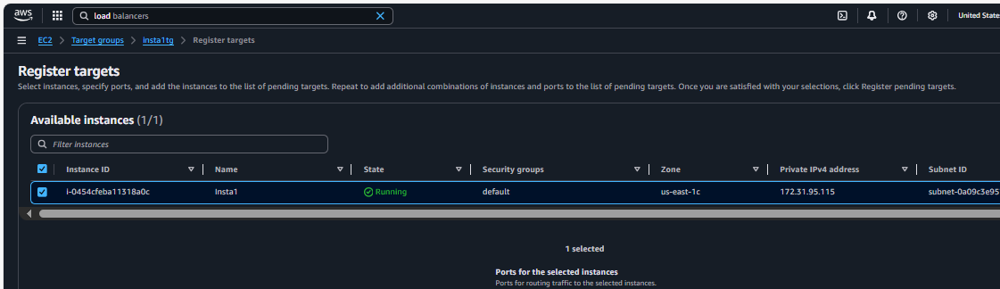 aws
load balancers
United State
EC2 > Target groups > insta1tg > Register targets
Register targets
Select instances, specify ports, and add the instances to the list of pending targets. Repeat to add additional combinations of instances and ports to the list of pending targets. Once you are satisfied with your selections, click Register pending targets.
Available instances (1/1)
Filter instances
Instance ID Name State Security groups Zone Private IPv4 address Subnet ID
i-0454cfeba11318a0c Insta1 Running default us-east-1c 172.31.95.115 subnet-0a09c3e95
1 selected
Ports for the selected instances
Ports for routing traffic to the selected instances.